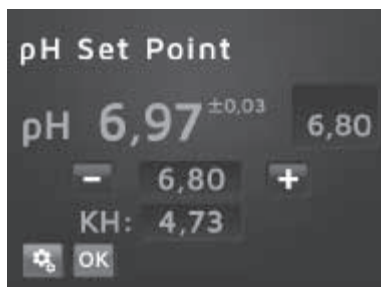 pH Set Point
pH 6,97 ±0,03 6,80
− 6,80 +
KH: 4,73
OK